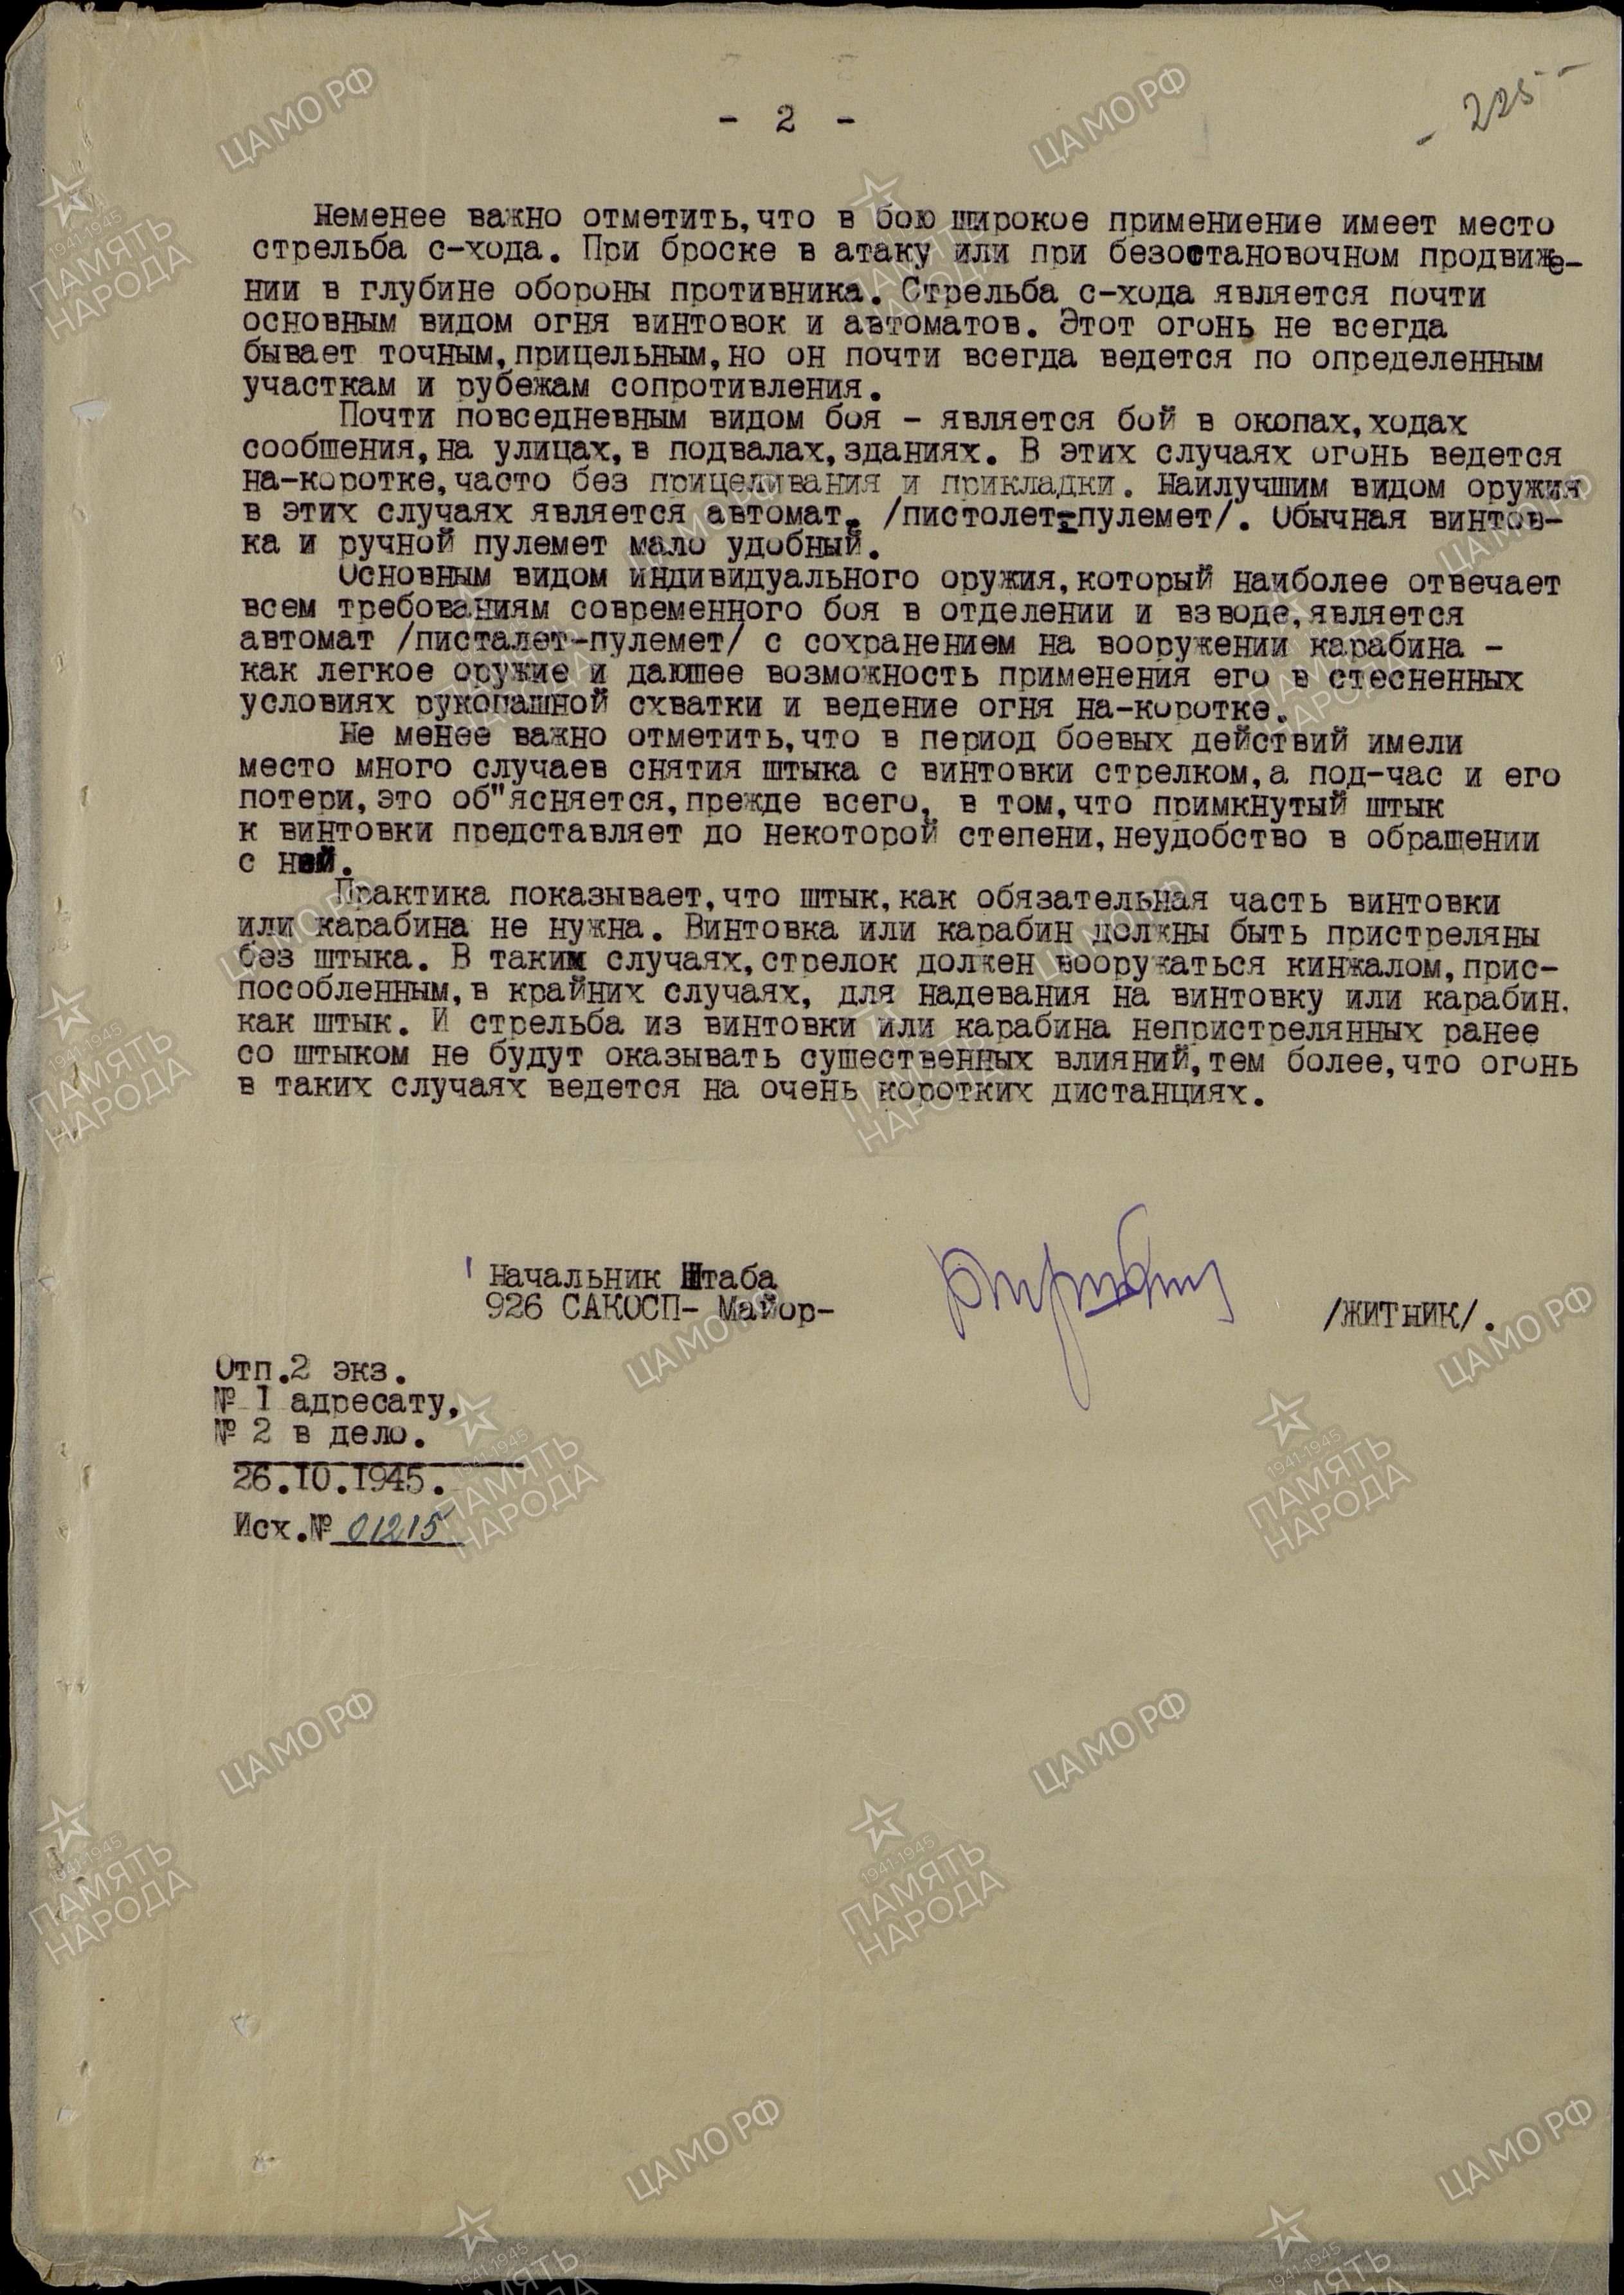 - 2 -
- 225 -
Неменее важно отметить,что в бою широкое примениение имеет место
стрельба с-хода. При броске в атаку или при безостановочном продвиже-
нии в глубине обороны противника. Стрельба с-хода является почти
основным видом огня винтовок и автоматов. Этот огонь не всегда
бывает точным,прицельным,но он почти всегда ведется по определенным
участкам и рубежам сопротивления.
Почти повседневным видом боя - является бой в окопах,ходах
сообшения,на улицах,в подвалах,зданиях. В этих случаях огонь ведется
на-коротке,часто без прицеливания и прикладки. Наилучшим видом оружия
в этих случаях является автомат. /пистолет-пулемет/. Обычная винтов-
ка и ручной пулемет мало удобный.
Основным видом индивидуального оружия,который наиболее отвечает
всем требованиям современного боя в отделении и взводе,является
автомат /писталет-пулемет/ с сохранением на вооружении карабина -
как легкое оружие и даюшее возможность применения его в стесненных
условиях рукопашной схватки и ведение огня на-коротке.
Не менее важно отметить,что в период боевых действий имели
место много случаев снятия штыка с винтовки стрелком,а под-час и его
потери,это об"ясняется,прежде всего, в том,что примкнутый штык
к винтовки представляет до некоторой степени,неудобство в обращении
с ней.
Практика показывает,что штык,как обязательная часть винтовки
или карабина не нужна. Винтовка или карабин должны быть пристреляны
без штыка. В таким случаях,стрелок должен вооружаться кинжалом,прис-
пособленным,в крайних случаях, для надевания на винтовку или карабин.
как штык. И стрельба из винтовки или карабина непристрелянных ранее
со штыком не будут оказывать сушественных влияний,тем более,что огонь
в таких случаях ведется на очень коротких дистанциях.
Начальник Штаба
926 САКОСП- Майор-
/ЖИТНИК/.
Отп.2 экз.
№ 1 адресату,
№ 2 в дело.
26.10.1945.
Исх.№ 01215
ЦАМО РФ
1941-1945
ПАМЯТЬ
НАРОДА